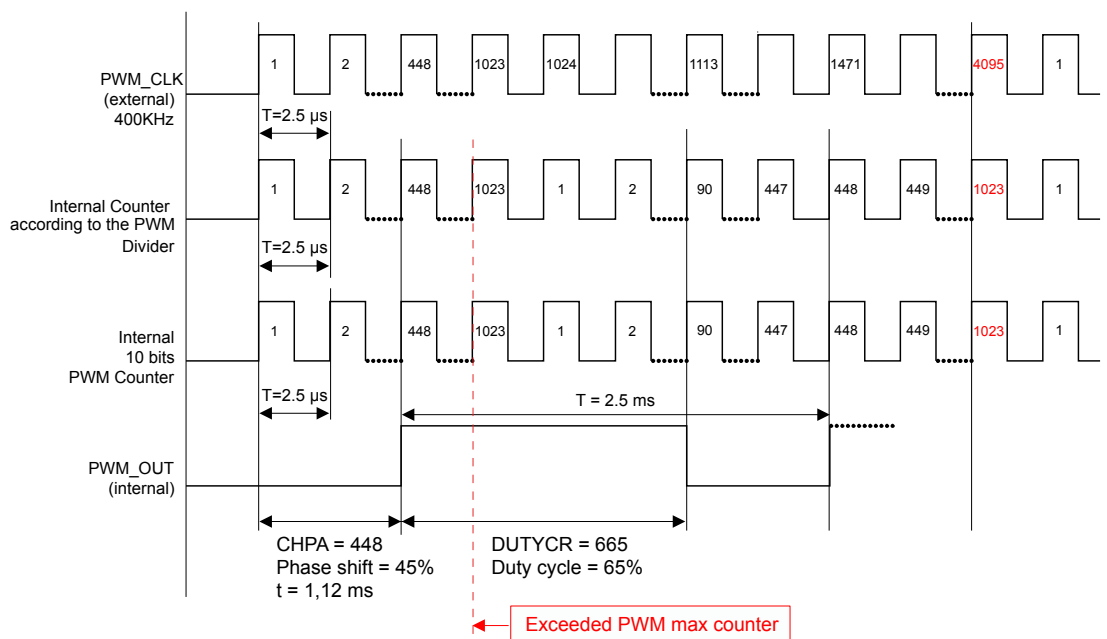 1 2 448 1023 1024 1113 1471 4095 1
PWM_CLK
(external)
400KHz
T=2.5 µs
1 2 448 1023 1 2 90 447 448 449 1023 1
Internal Counter
according to the PWM
Divider
T=2.5 µs
1 2 448 1023 1 2 90 447 448 449 1023 1
Internal
10 bits
PWM Counter
T=2.5 µs
T = 2.5 ms
PWM_OUT
(internal)
CHPA = 448
Phase shift = 45%
t = 1,12 ms
DUTYCR = 665
Duty cycle = 65%
Exceeded PWM max counter